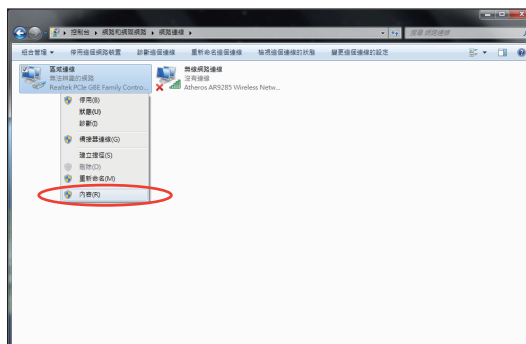 控制台 ▸ 網路和網際網路 ▸ 網路連線 ▸
搜尋 網路連線
組合管理 ▾ 停用這個網路裝置 診斷這個連線 重新命名這個連線 檢視這個連線的狀態 變更這個連線的設定
區域連線
無法辨識的網路
Realtek PCIe GBE Family Contro...
無線網路連線
沒有連線
Atheros AR9285 Wireless Netw...
停用(B)
狀態(U)
診斷(I)
橋接器連線(G)
建立捷徑(S)
刪除(D)
重新命名(M)
內容(R)